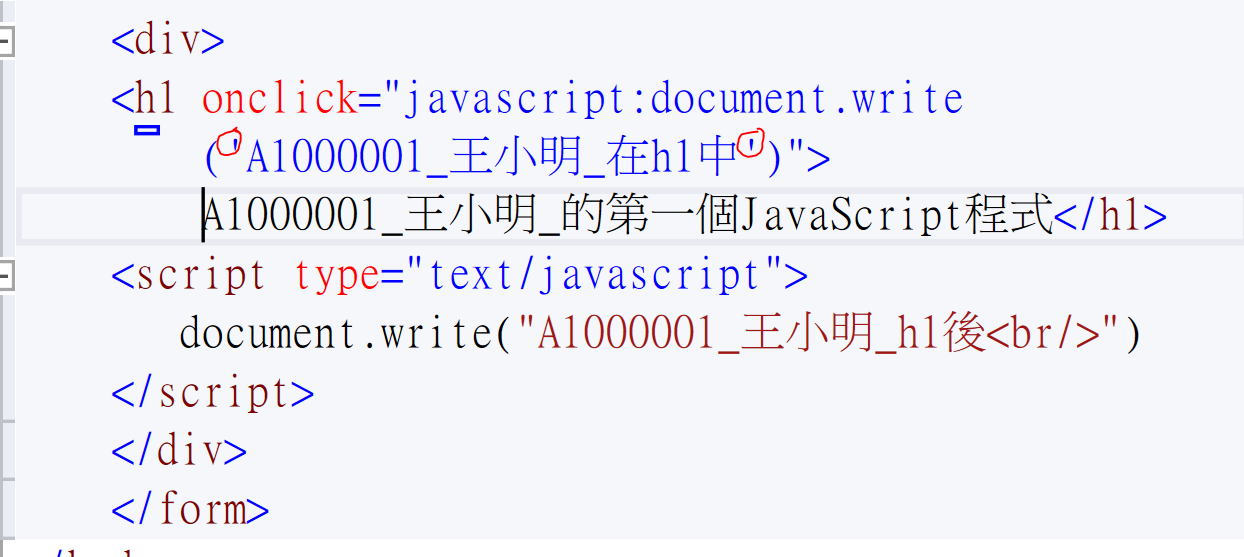 <div>
<h1 onclick="javascript:document.write
('A1000001_王小明_在h1中')">
A1000001_王小明_的第一個JavaScript程式</h1>
<script type="text/javascript">
document.write("A1000001_王小明_h1後<br/>")
</script>
</div>
</form>